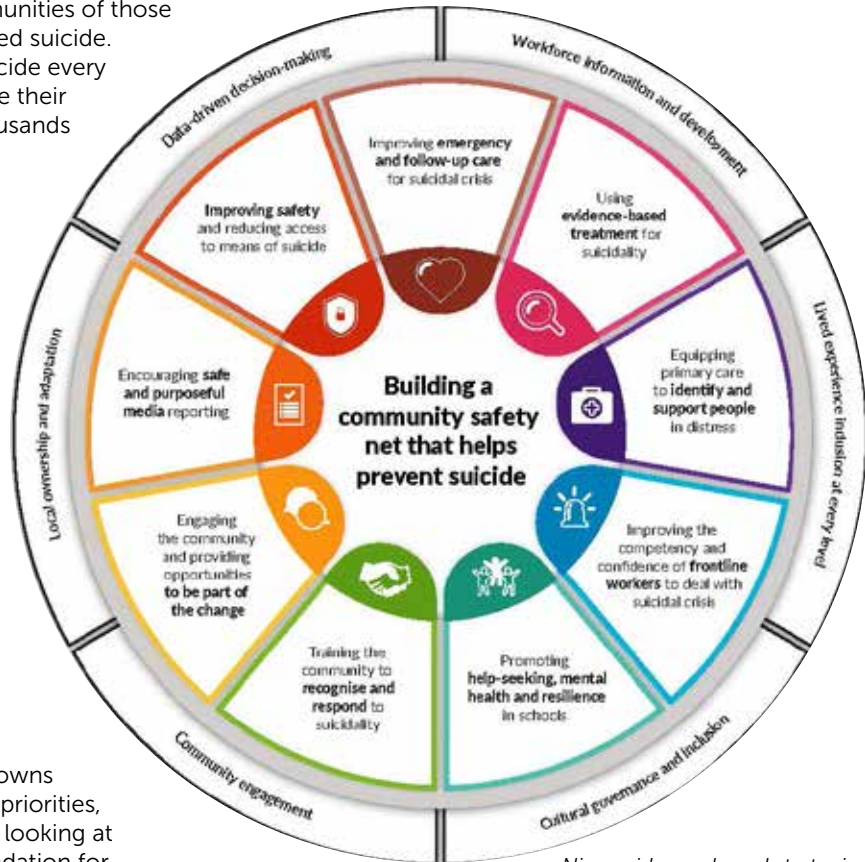 munities of those
ed suicide.
cide every
e their
usands
Data-driven decision-making
Workforce information and development
Lived experience inclusion at every level
Cultural governance and inclusion
Community engagement
Local ownership and adaptation
Improving emergency
and follow-up care
for suicidal crisis
Using
evidence-based
treatment for
suicidality
Equipping
primary care
to identify and
support people
in distress
Improving the
competency and
confidence of frontline
workers to deal with
suicidal crisis
Promoting
help-seeking, mental
health and resilience
in schools
Training the
community to
recognise and
respond to
suicidality
Engaging
the community
and providing
opportunities
to be part of
the change
Encouraging safe
and purposeful
media reporting
Improving safety
and reducing access
to means of suicide
Building a
community safety
net that helps
prevent suicide
owns
priorities,
looking at